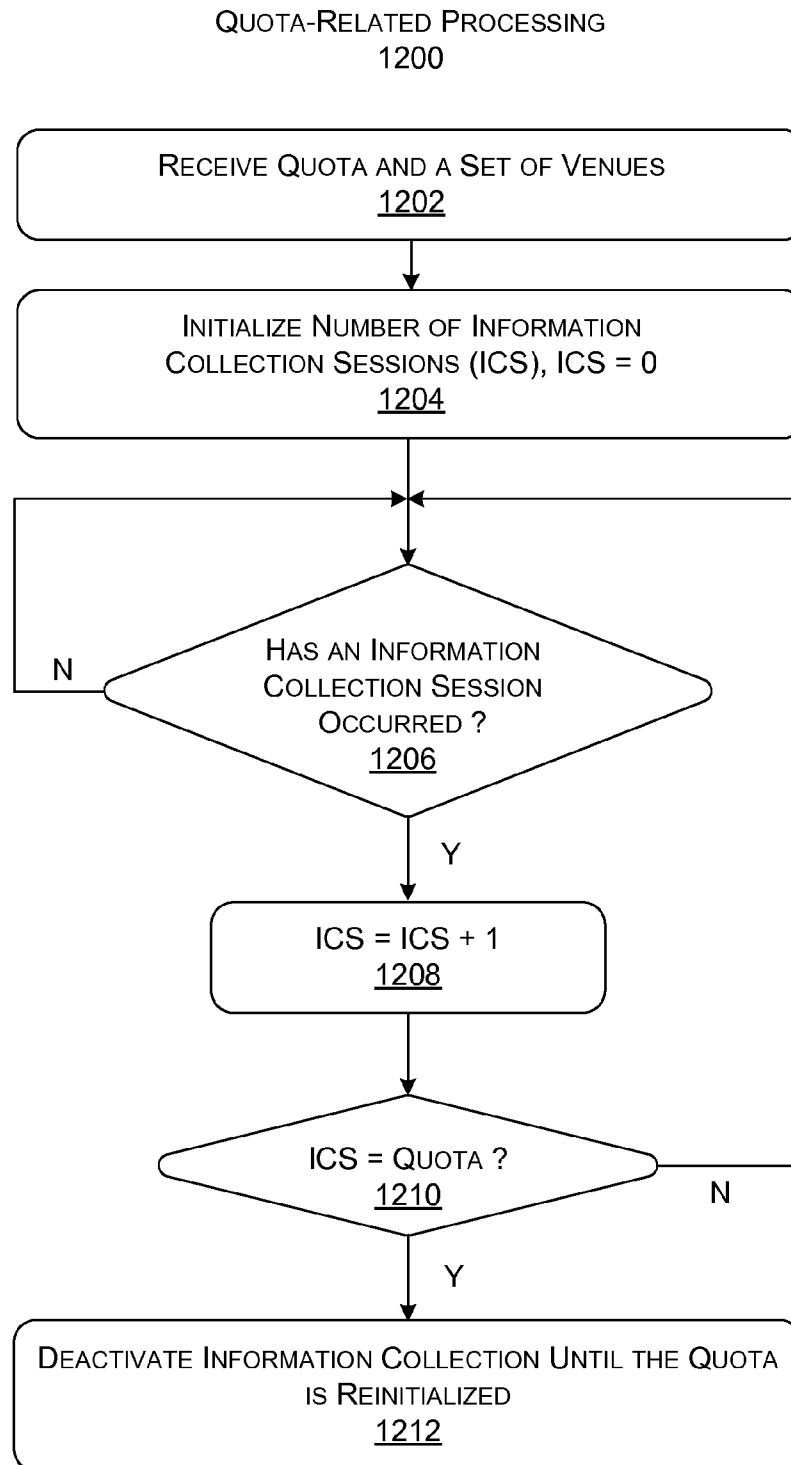 QUOTA-RELATED PROCESSING
1200
RECEIVE QUOTA AND A SET OF VENUES
1202
INITIALIZE NUMBER OF INFORMATION
COLLECTION SESSIONS (ICS), ICS = 0
1204
HAS AN INFORMATION
COLLECTION SESSION
OCCURRED ?
1206
N
Y
ICS = ICS + 1
1208
ICS = QUOTA ?
1210
N
Y
DEACTIVATE INFORMATION COLLECTION UNTIL THE QUOTA
IS REINITIALIZED
1212